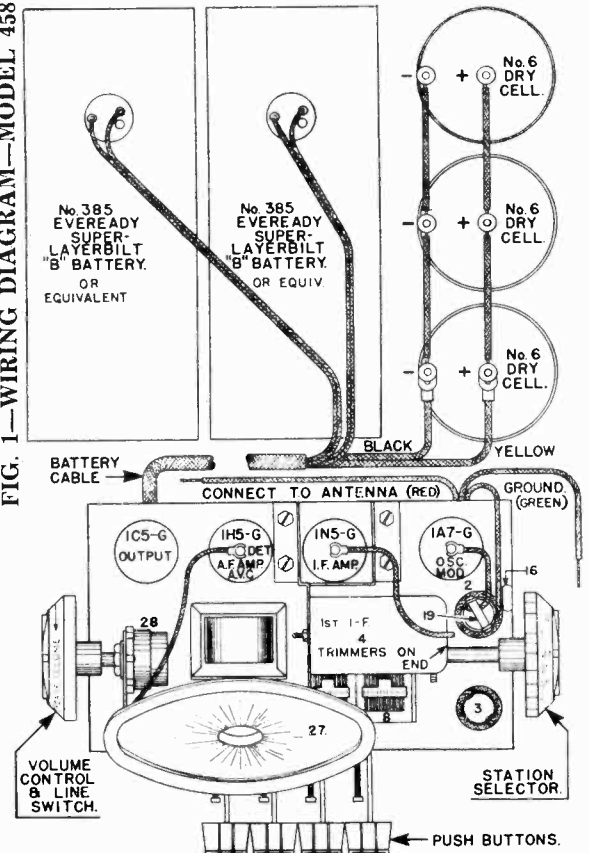 FIG. 1—WIRING DIAGRAM—MODEL 458
No. 385
EVEREADY
SUPER-
LAYERBILT
"B" BATTERY.
OR
EQUIVALENT
No. 385
EVEREADY
SUPER-
LAYERBILT
"B" BATTERY.
OR EQUIV.
- +
No. 6
DRY
CELL.
- +
No. 6
DRY
CELL.
- +
No. 6
DRY
CELL.
BLACK
YELLOW
BATTERY
CABLE
CONNECT TO ANTENNA (RED)
GROUND.
(GREEN)
1C5-G
OUTPUT
1H5-G
DET.
A.F. AMP.
A.V.C.
1N5-G
I.F. AMP.
1A7-G
OSC.
MOD.
2
16
19
28
1ST I-F.
4
TRIMMERS ON
END
8
3
27.
VOLUME
CONTROL
& LINE
SWITCH.
STATION
SELECTOR.
PUSH BUTTONS.